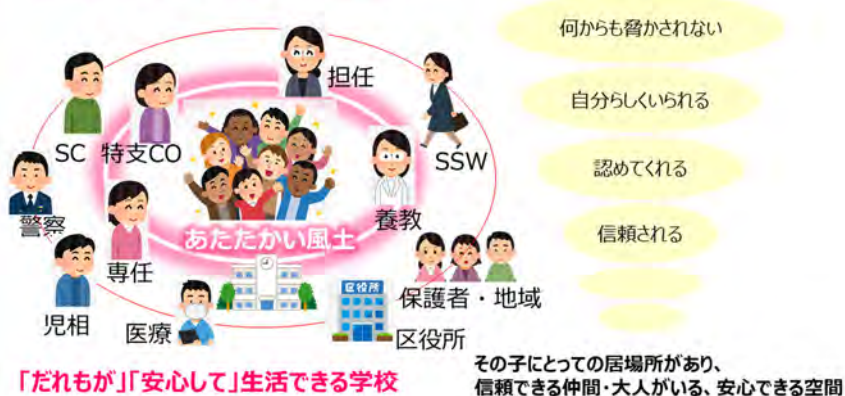 何からも脅かされない
自分らしくいられる
認めてくれる
信頼される
担任
SC
特支CO
SSW
警察
養教
あたたかい風土
専任
児相
医療
区役所
保護者・地域
区役所
「だれもが」「安心して」生活できる学校
その子にとっての居場所があり、
信頼できる仲間・大人がいる、安心できる空間